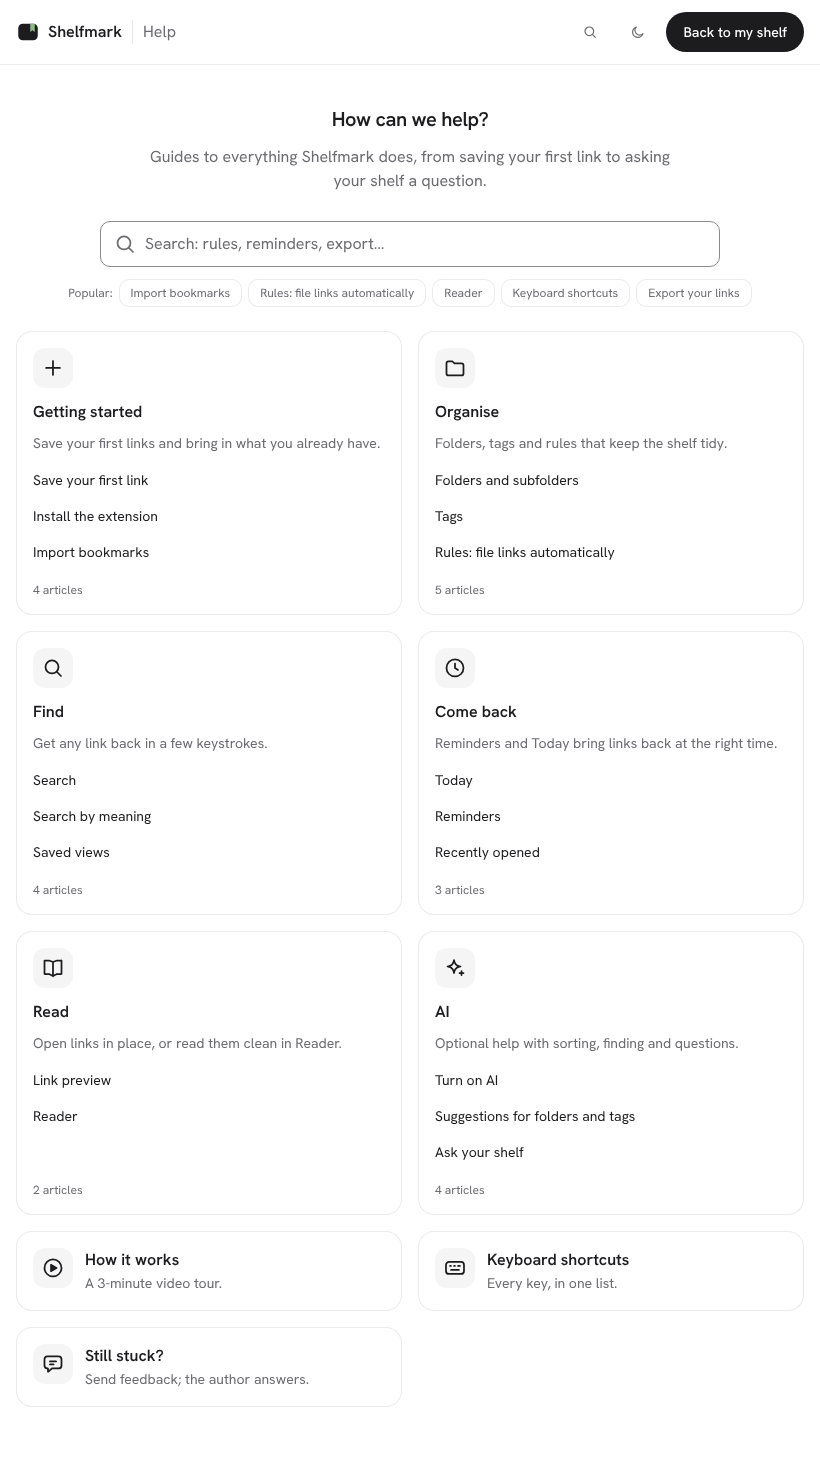 Shelfmark
Help
Back to my shelf
How can we help?
Guides to everything Shelfmark does, from saving your first link to asking
your shelf a question.
Search: rules, reminders, export…
Popular:
Import bookmarks
Rules: file links automatically
Reader
Keyboard shortcuts
Export your links
Getting started
Save your first links and bring in what you already have.
Save your first link
Install the extension
Import bookmarks
4 articles
Organise
Folders, tags and rules that keep the shelf tidy.
Folders and subfolders
Tags
Rules: file links automatically
5 articles
Find
Get any link back in a few keystrokes.
Search
Search by meaning
Saved views
4 articles
Come back
Reminders and Today bring links back at the right time.
Today
Reminders
Recently opened
3 articles
Read
Open links in place, or read them clean in Reader.
Link preview
Reader
2 articles
AI
Optional help with sorting, finding and questions.
Turn on AI
Suggestions for folders and tags
Ask your shelf
4 articles
How it works
A 3-minute video tour.
Keyboard shortcuts
Every key, in one list.
Still stuck?
Send feedback; the author answers.